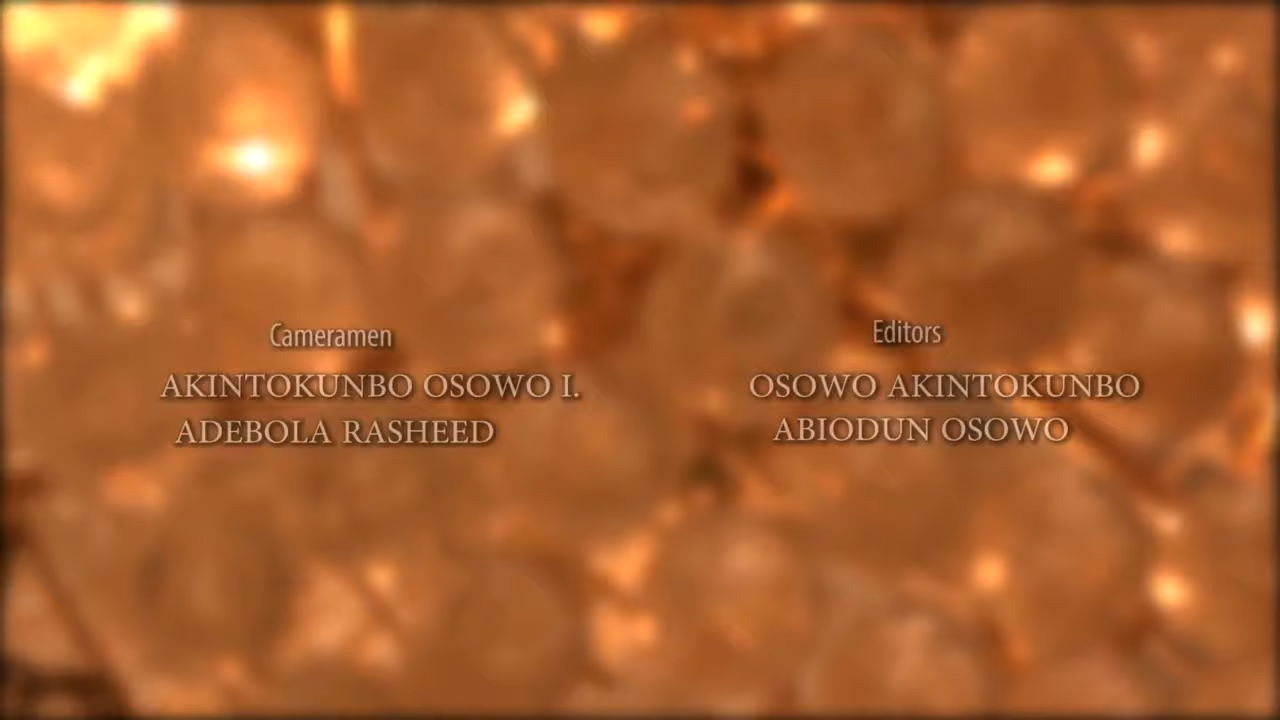 Cameramen
AKINTOKUNBO OSOWO I.
ADEBOLA RASHEED
Editors
OSOWO AKINTOKUNBO
ABIODUN OSOWO